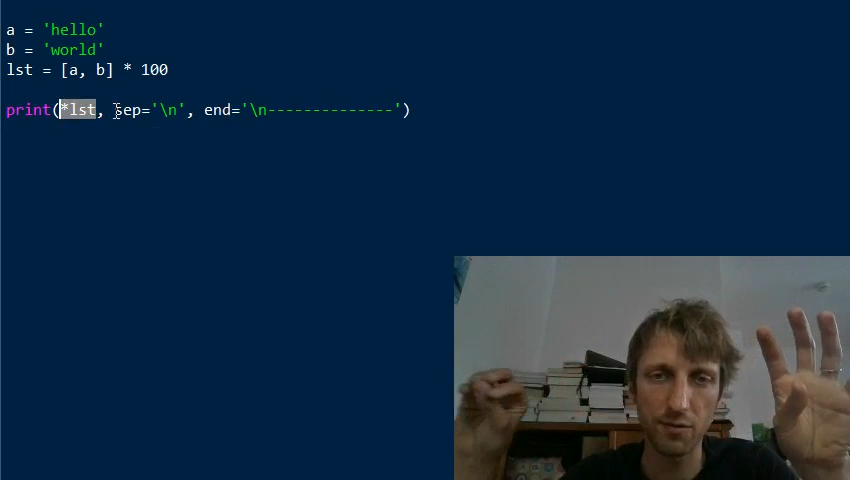 a = 'hello'
b = 'world'
lst = [a, b] * 100
print(*lst, sep='\n', end='\n--------------')